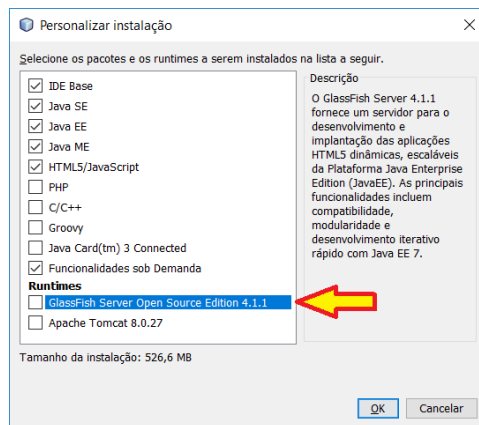 Personalizar instalação
Selecione os pacotes e os runtimes a serem instalados na lista a seguir.
IDE Base
Java SE
Java EE
Java ME
HTML5/JavaScript
PHP
C/C++
Groovy
Java Card(tm) 3 Connected
Funcionalidades sob Demanda
Runtimes
GlassFish Server Open Source Edition 4.1.1
Apache Tomcat 8.0.27
Descrição
O GlassFish Server 4.1.1
fornece um servidor para o
desenvolvimento e
implantação das aplicações
HTML5 dinâmicas, escaláveis
da Plataforma Java Enterprise
Edition (JavaEE). As principais
funcionalidades incluem
compatibilidade,
modularidade e
desenvolvimento iterativo
rápido com Java EE 7.
Tamanho da instalação: 526,6 MB
OK
Cancelar